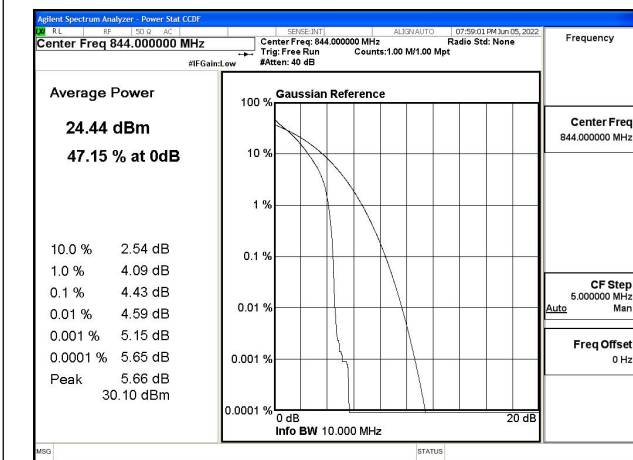 Agilent Spectrum Analyzer - Power Stat CCDF
RL RF 50 Ω AC SENSE:INT ALIGN AUTO 07:59:01 PM Jun 05, 2022
Center Freq 844.000000 MHz
Center Freq: 844.000000 MHz Radio Std: None
Trig: Free Run Counts:1.00 M/1.00 Mpt
#IFGain:Low #Atten: 40 dB
Frequency
Average Power
24.44 dBm
47.15 % at 0dB
10.0 % 2.54 dB
1.0 % 4.09 dB
0.1 % 4.43 dB
0.01 % 4.59 dB
0.001 % 5.15 dB
0.0001 % 5.65 dB
Peak 5.66 dB
30.10 dBm
Gaussian Reference
100 %
10 %
1 %
0.1 %
0.01 %
0.001 %
0.0001 %
0 dB 20 dB
Info BW 10.000 MHz
Center Freq
844.000000 MHz
CF Step
5.000000 MHz
Auto Man
Freq Offset
0 Hz
MSG STATUS